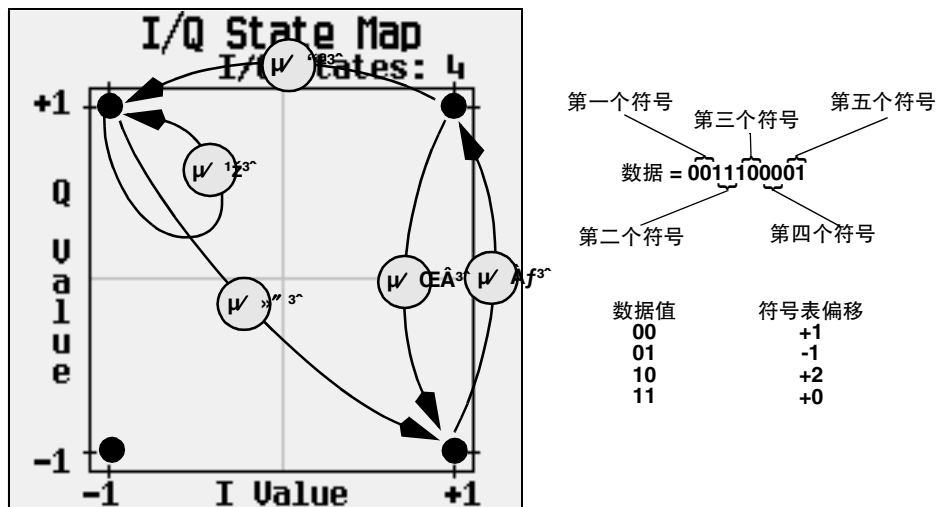 I/Q State Map
I/Q States: 4
+1
Q Value
-1
-1
I Value
+1
第一个符号
第五个符号
第三个符号
数据 = 0011100001
第二个符号
第四个符号
数据值 符号表偏移
00 +1
01 -1
10 +2
11 +0